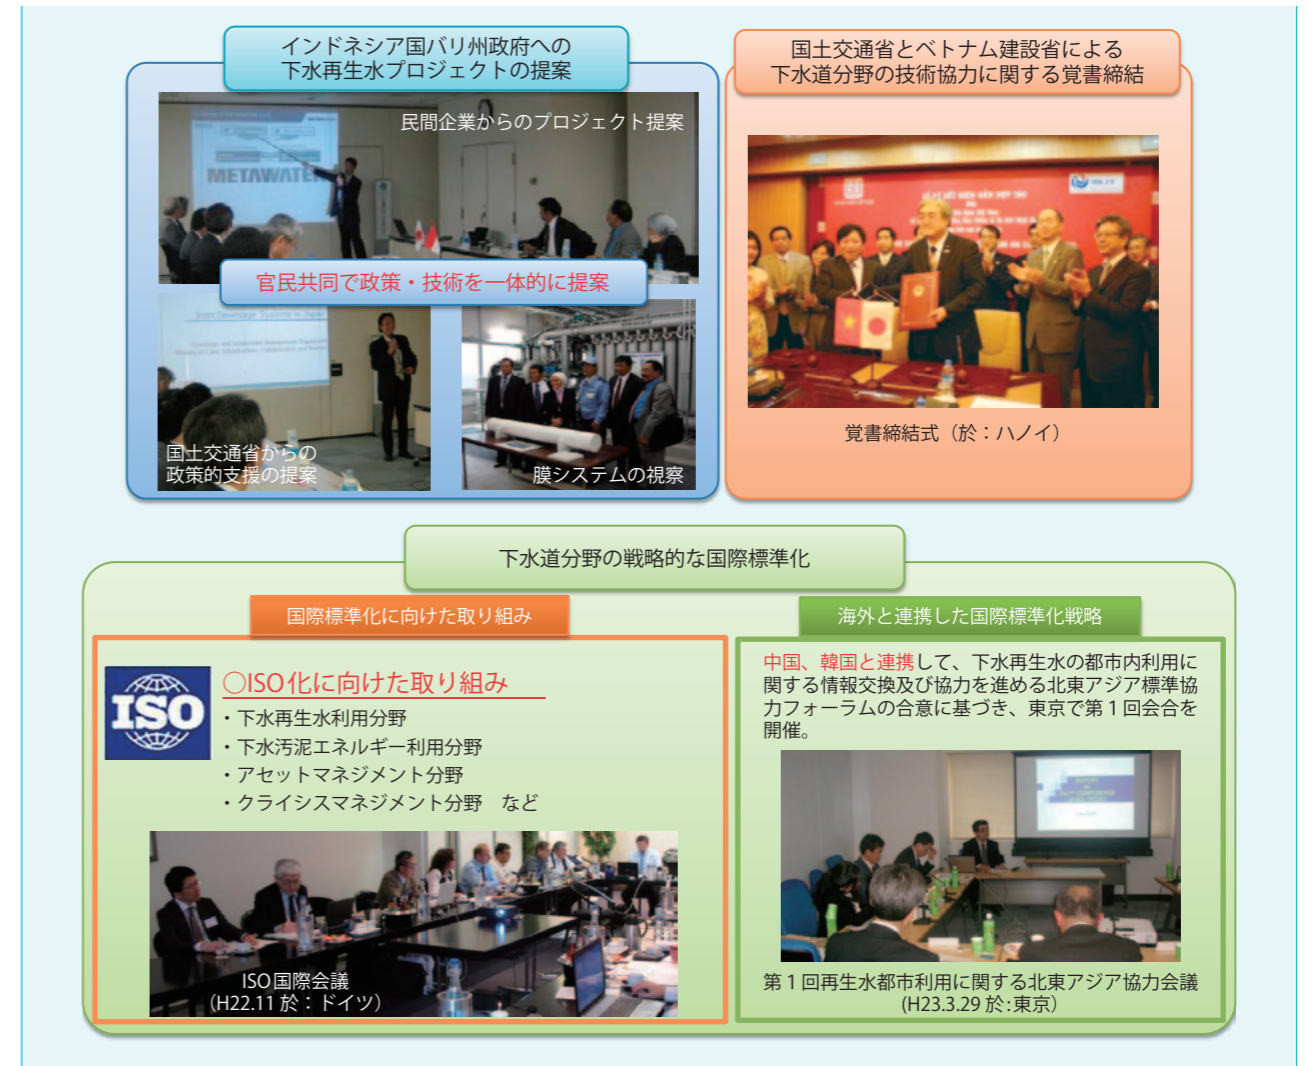 インドネシア国バリ州政府への
下水再生水プロジェクトの提案
民間企業からのプロジェクト提案
METAWATER
官民共同で政策・技術を一体的に提案
国土交通省からの
政策的支援の提案
膜システムの視察
国土交通省とベトナム建設省による
下水道分野の技術協力に関する覚書締結
覚書締結式（於：ハノイ）
下水道分野の戦略的な国際標準化
国際標準化に向けた取り組み
ISO
○ISO化に向けた取り組み
・下水再生水利用分野
・下水汚泥エネルギー利用分野
・アセットマネジメント分野
・クライシスマネジメント分野　など
ISO国際会議
（H22.11 於：ドイツ）
海外と連携した国際標準化戦略
中国、韓国と連携して、下水再生水の都市内利用に
関する情報交換及び協力を進める北東アジア標準協
力フォーラムの合意に基づき、東京で第１回会合を
開催。
第１回再生水都市利用に関する北東アジア協力会議
(H23.3.29 於:東京）